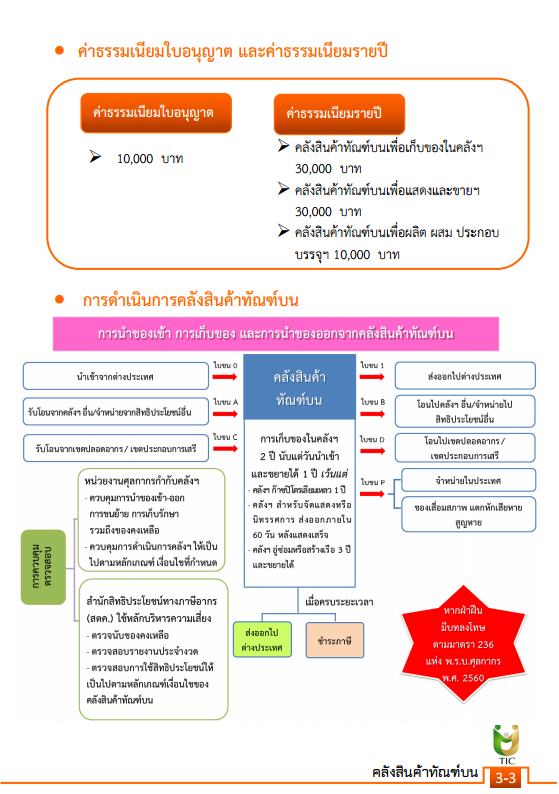 • ค่าธรรมเนียมใบอนุญาต และค่าธรรมเนียมรายปี
ค่าธรรมเนียมใบอนุญาต
➢ 10,000 บาท
ค่าธรรมเนียมรายปี
➢ คลังสินค้าทัณฑ์บนเพื่อเก็บของในคลังฯ
30,000 บาท
➢ คลังสินค้าทัณฑ์บนเพื่อแสดงและขายฯ
30,000 บาท
➢ คลังสินค้าทัณฑ์บนเพื่อผลิต ผสม ประกอบ
บรรจุฯ 10,000 บาท
• การดำเนินการคลังสินค้าทัณฑ์บน
การนำของเข้า การเก็บของ และการนำของออกจากคลังสินค้าทัณฑ์บน
นำเข้าจากต่างประเทศ
ใบขน 0
รับโอนจากคลังฯ อื่น/จำหน่ายจากสิทธิประโยชน์อื่น
ใบขน A
รับโอนจากเขตปลอดอากร/ เขตประกอบการเสรี
ใบขน C
คลังสินค้า
ทัณฑ์บน
การเก็บของในคลังฯ
2 ปี นับแต่วันนำเข้า
และขยายได้ 1 ปี เว้นแต่
- คลังฯ ก๊าซปิโตรเลียมเหลว 1 ปี
- คลังฯ สำหรับจัดแสดงหรือ
นิทรรศการ ส่งออกภายใน
60 วัน หลังแสดงเสร็จ
- คลังฯ อู่ซ่อมหรือสร้างเรือ 3 ปี
และขยายได้
ใบขน 1
ส่งออกไปต่างประเทศ
ใบขน B
โอนไปคลังฯ อื่น/จำหน่ายไป
สิทธิประโยชน์อื่น
ใบขน D
โอนไปเขตปลอดอากร /
เขตประกอบการเสรี
ใบขน P
จำหน่ายในประเทศ
ของเสื่อมสภาพ แตกหักเสียหาย
สูญหาย
การควบคุม
ตรวจสอบ
หน่วยงานศุลกากรกำกับคลังฯ
- ควบคุมการนำของเข้า-ออก
การขนย้าย การเก็บรักษา
รวมถึงของคงเหลือ
- ควบคุมการดำเนินการคลังฯ ให้เป็น
ไปตามหลักเกณฑ์ เงื่อนไขที่กำหนด
สำนักสิทธิประโยชน์ทางภาษีอากร
(สตค.) ใช้หลักบริหารความเสี่ยง
- ตรวจนับของคงเหลือ
- ตรวจสอบรายงานประจำงวด
- ตรวจสอบการใช้สิทธิประโยชน์ให้
เป็นไปตามหลักเกณฑ์เงื่อนไขของ
คลังสินค้าทัณฑ์บน
เมื่อครบระยะเวลา
ส่งออกไป
ต่างประเทศ
ชำระภาษี
หากฝ่าฝืน
มีบทลงโทษ
ตามมาตรา 236
แห่ง พ.ร.บ.ศุลกากร
พ.ศ. 2560
TIC
คลังสินค้าทัณฑ์บน 3-3